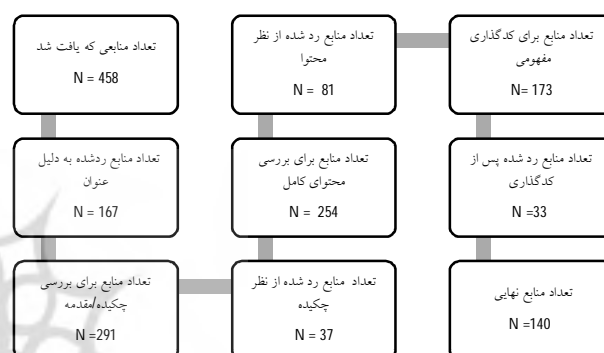 تعداد منابعی که یافت شد
N = 458
تعداد منابع ردشده به دلیل
عنوان
N = 167
تعداد منابع برای بررسی
چکیده/مقدمه
N =291
تعداد منابع رد شده از نظر
چکیده
N = 37
تعداد منابع برای بررسی
محتوای کامل
N = 254
تعداد منابع رد شده از نظر
محتوا
N = 81
تعداد منابع برای کدگذاری
مفهومی
N= 173
تعداد منابع رد شده پس از
کدگذاری
N =33
تعداد منابع نهایی
N =140